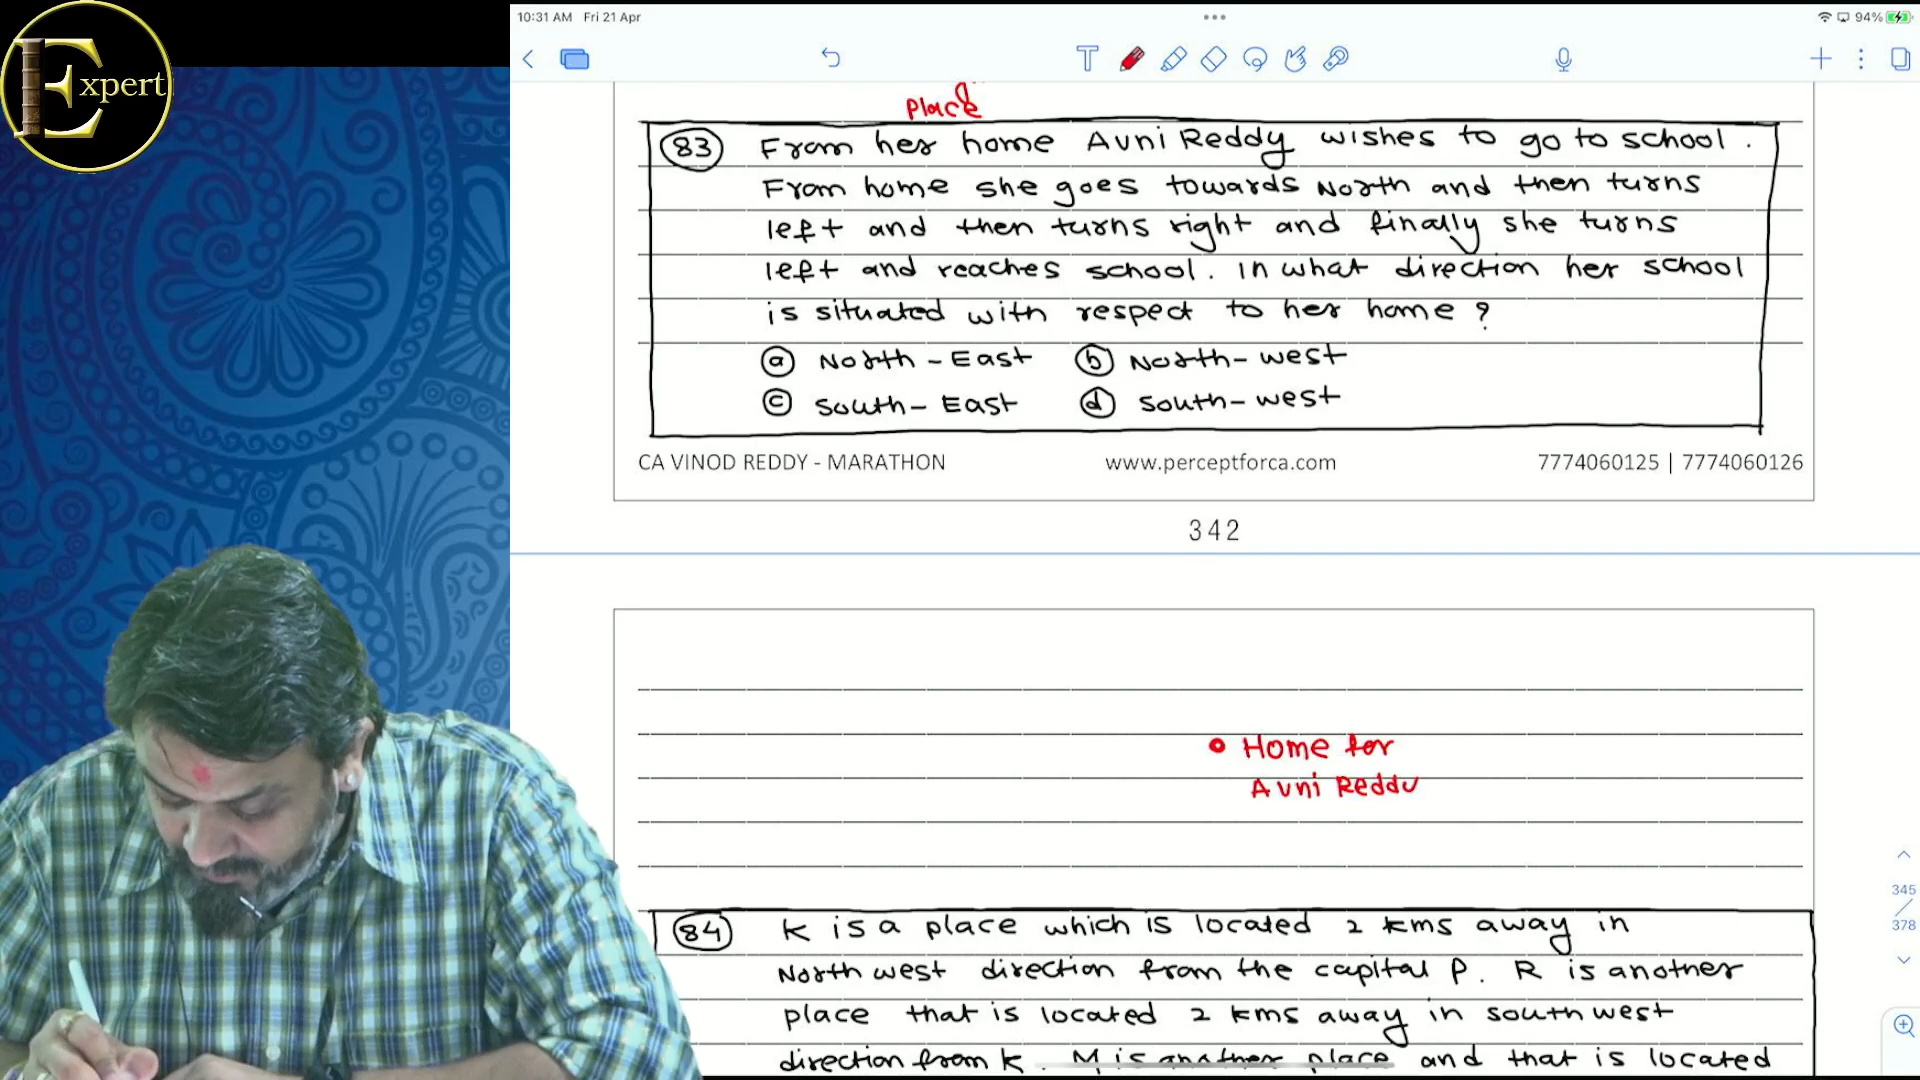 Expert
10:31 AM Fri 21 Apr
94%
Place
83 From her home Avni Reddy wishes to go to school.
From home she goes towards North and then turns
left and then turns right and finally she turns
left and reaches school. In what direction her school
is situated with respect to her home?
a North-East b North-west
c South-East d South-west
CA VINOD REDDY - MARATHON www.perceptforca.com 7774060125 | 7774060126
342
Home for
Avni Reddy
345
378
84 K is a place which is located 2 kms away in
North west direction from the capital P. R is another
place that is located 2 kms away in south west
direction from K. M is another place and that is located